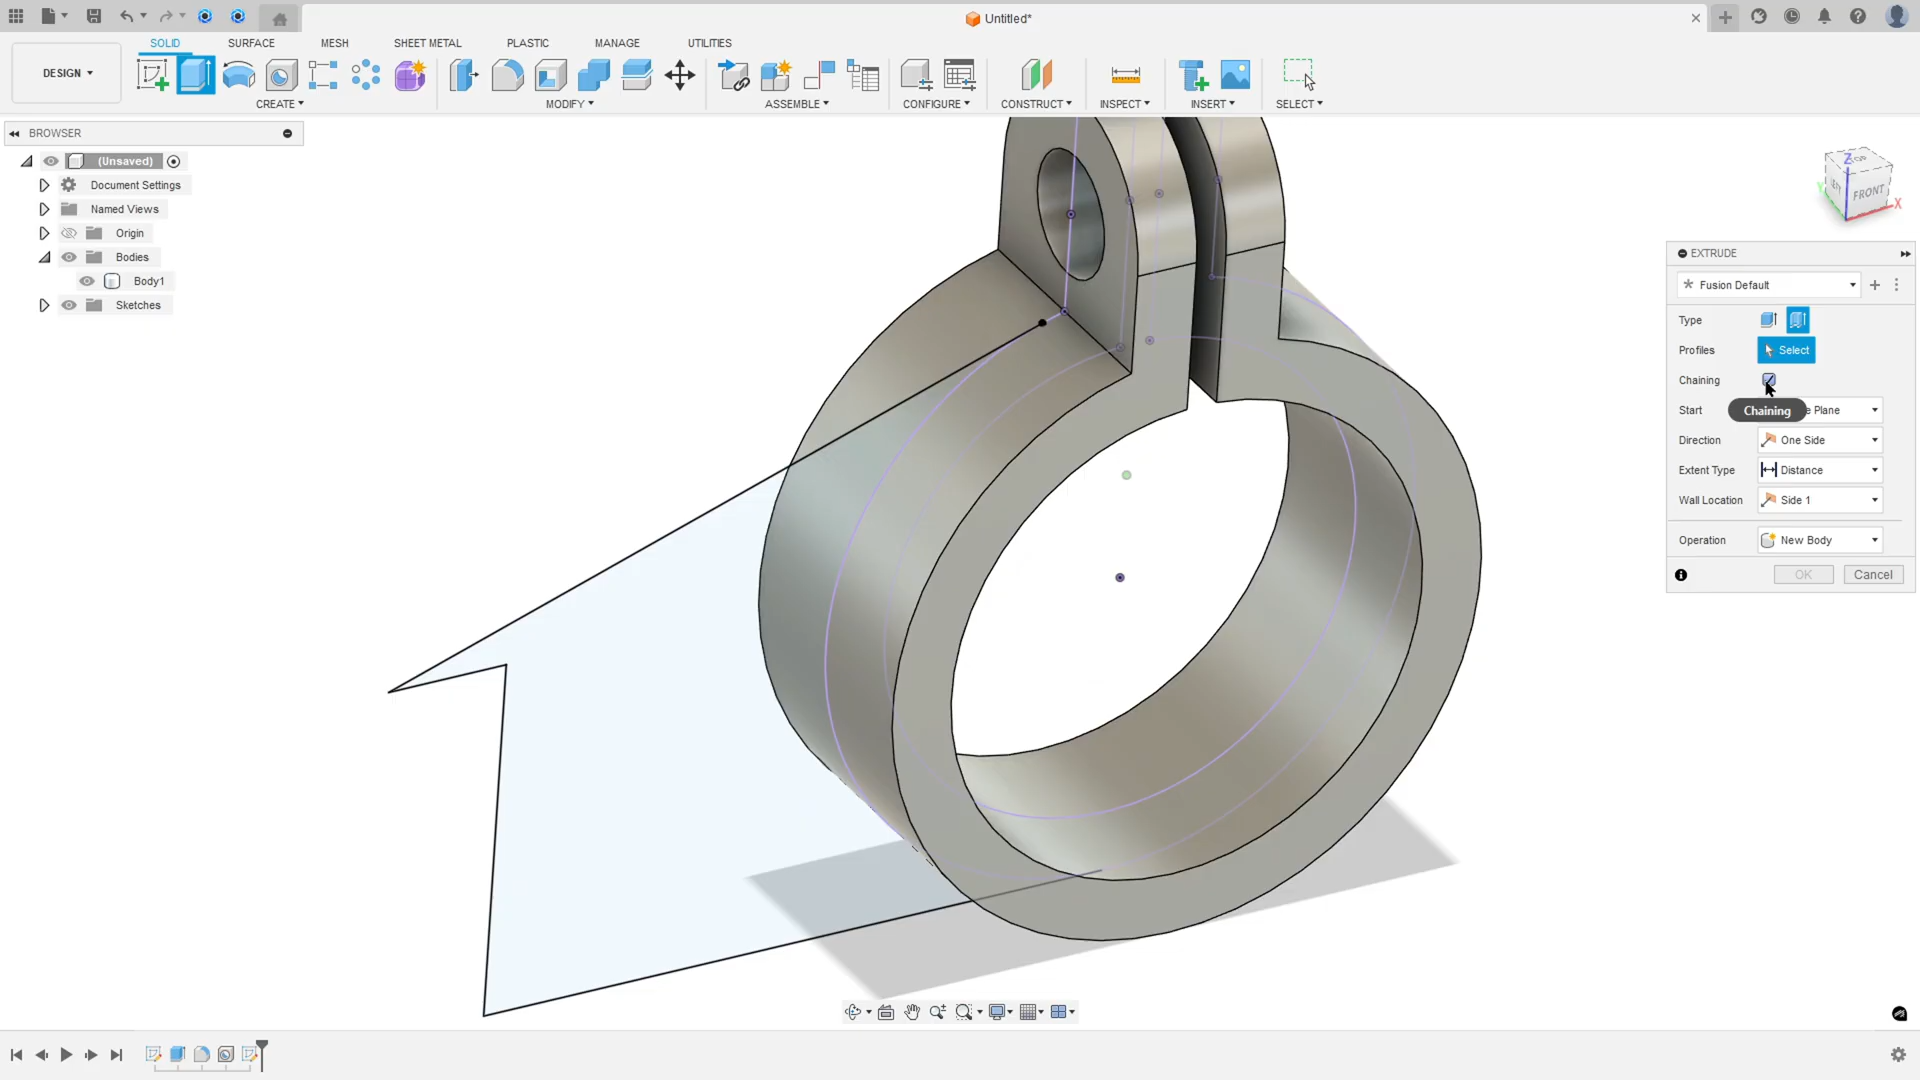 Untitled*
SOLID SURFACE MESH SHEET METAL PLASTIC MANAGE UTILITIES
DESIGN
CREATE MODIFY ASSEMBLE CONFIGURE CONSTRUCT INSPECT INSERT SELECT
BROWSER
(Unsaved)
Document Settings
Named Views
Origin
Bodies
Body1
Sketches
Z
TOP
LEFT
FRONT
X
EXTRUDE
* Fusion Default
Type
Profiles Select
Chaining
Start e Plane
Chaining
Direction One Side
Extent Type Distance
Wall Location Side 1
Operation New Body
OK Cancel